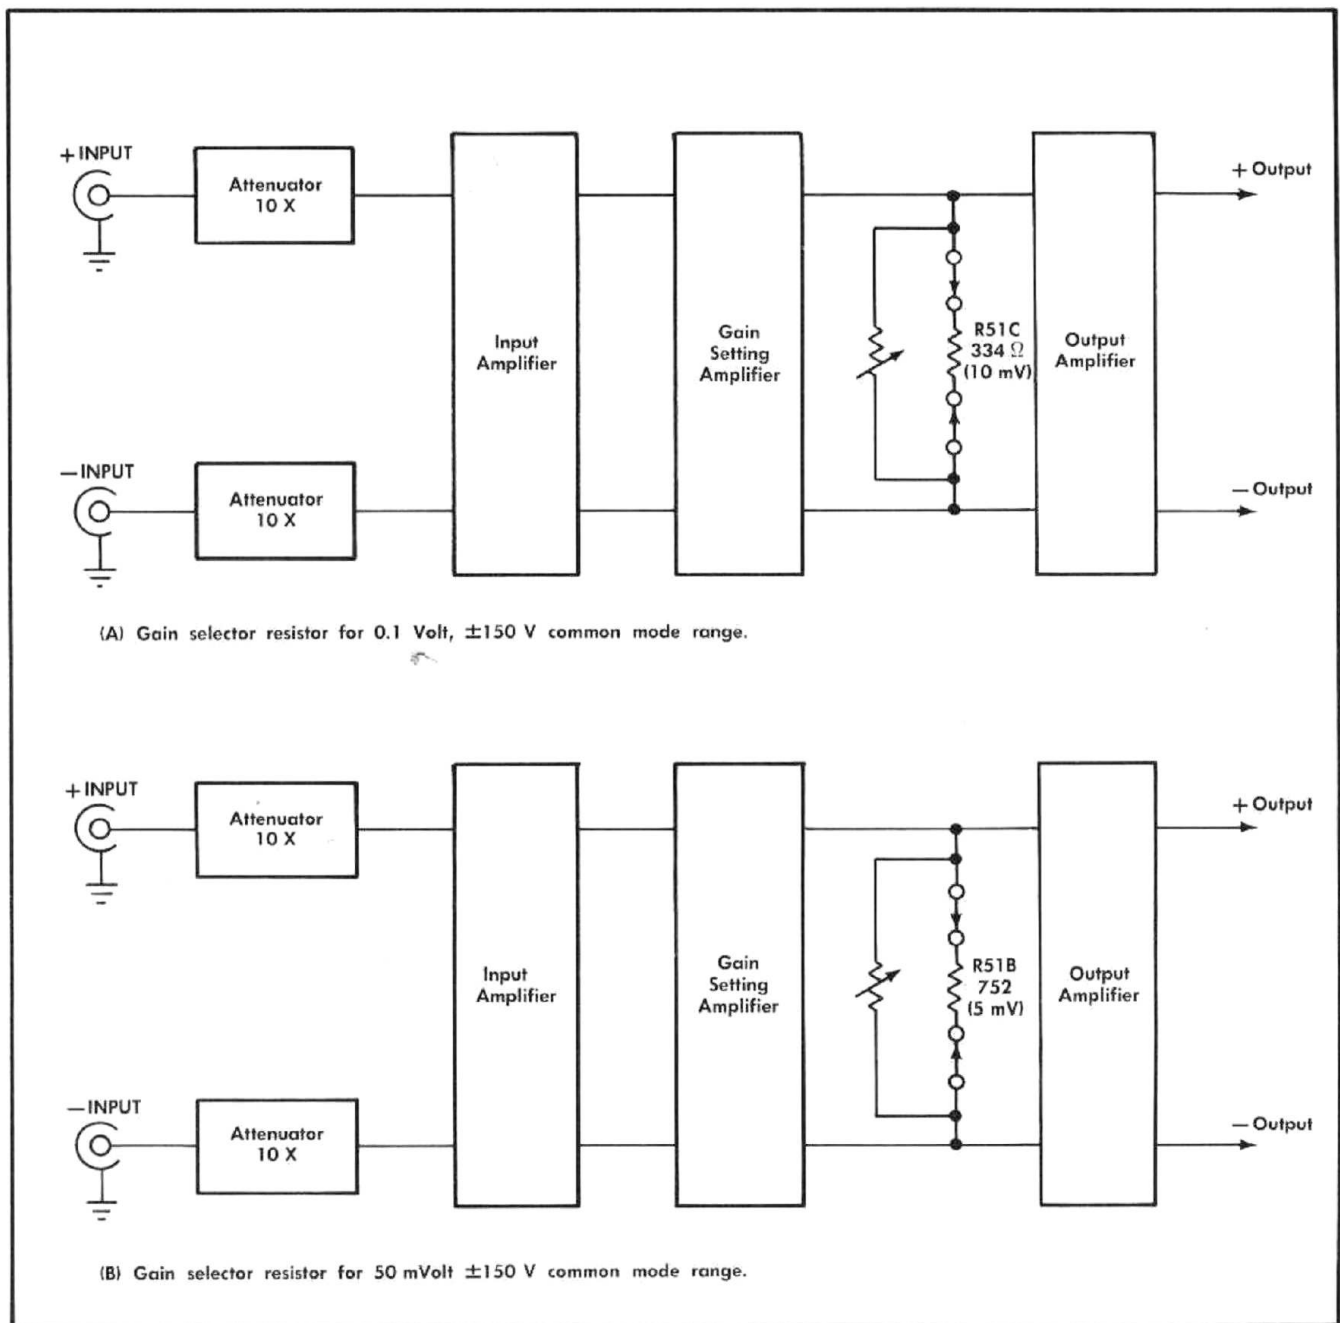 + INPUT
Attenuator
10 X
Input
Amplifier
Gain
Setting
Amplifier
R51C
334 Ω
(10 mV)
Output
Amplifier
+ Output
— INPUT
Attenuator
10 X
— Output
(A) Gain selector resistor for 0.1 Volt, ±150 V common mode range.
+ INPUT
Attenuator
10 X
Input
Amplifier
Gain
Setting
Amplifier
R51B
752
(5 mV)
Output
Amplifier
+ Output
— INPUT
Attenuator
10 X
— Output
(B) Gain selector resistor for 50 mVolt ±150 V common mode range.